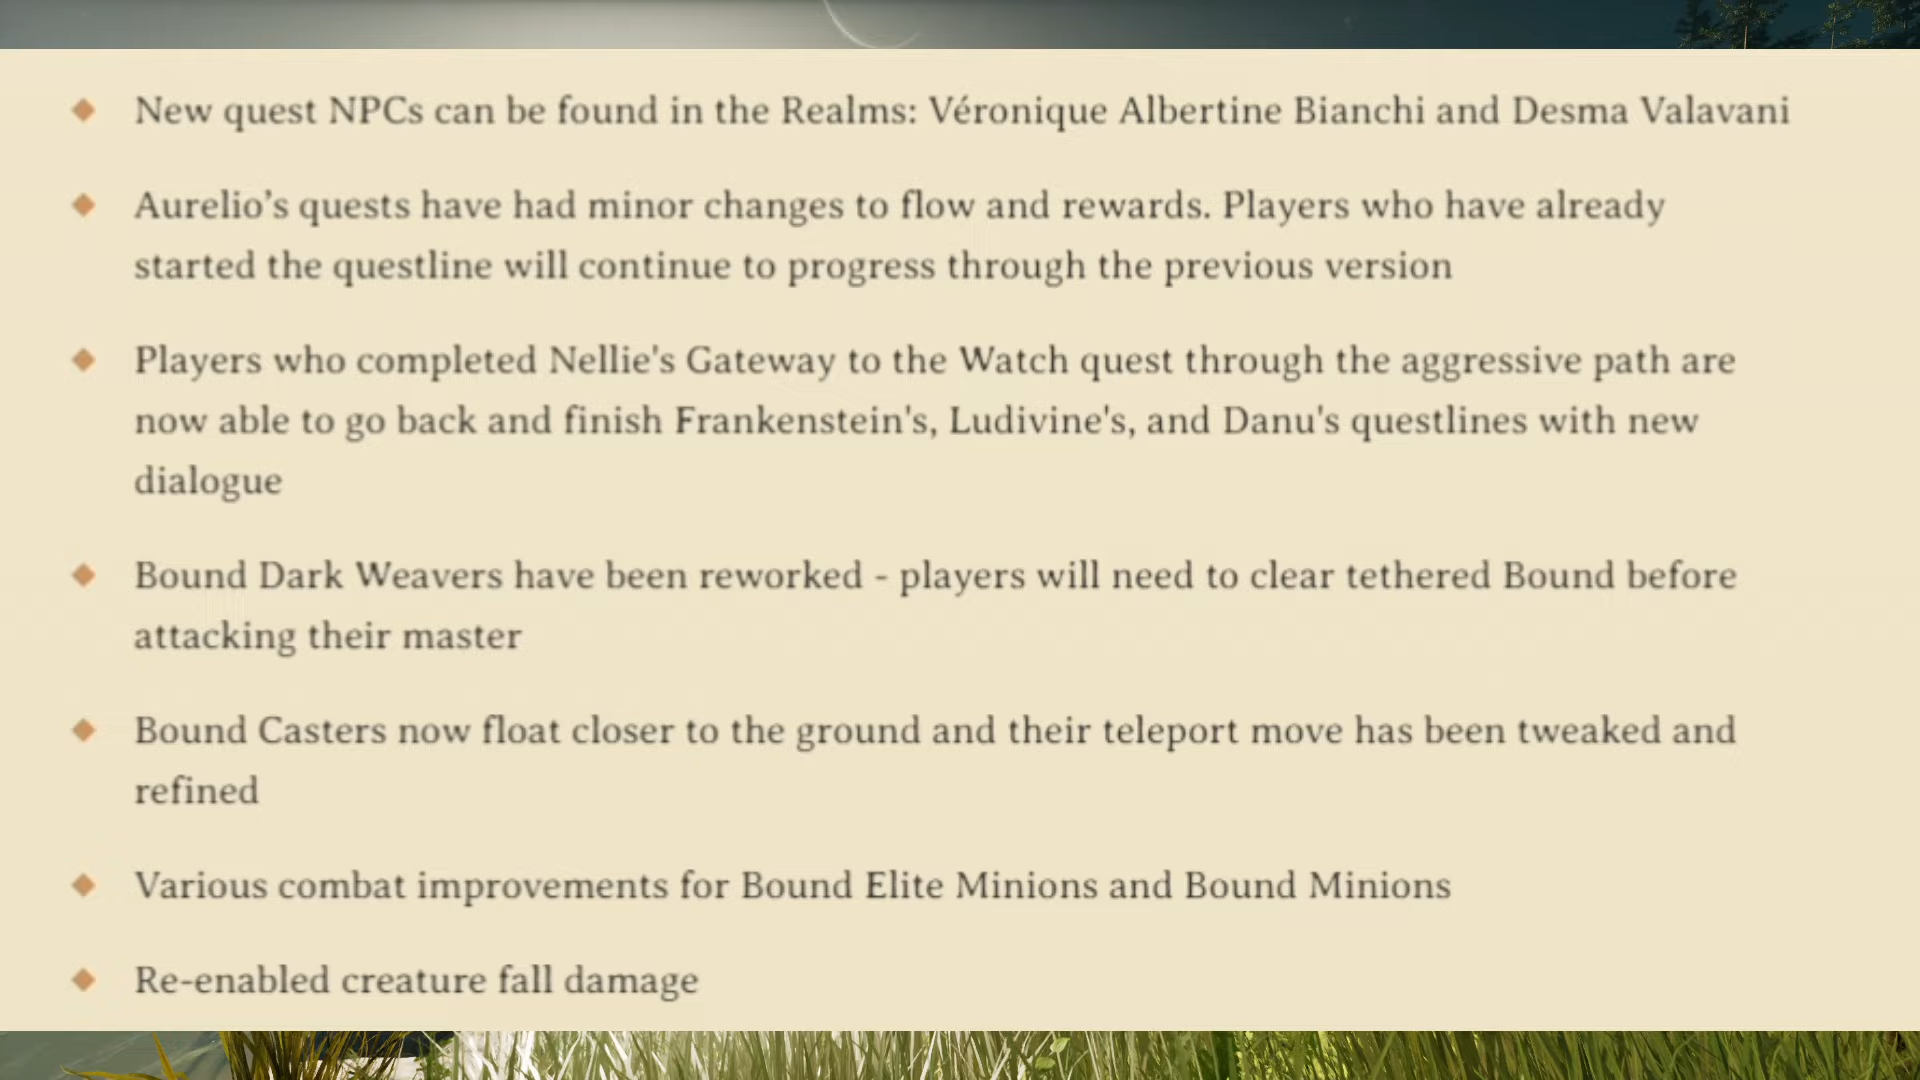 New quest NPCs can be found in the Realms: Véronique Albertine Bianchi and Desma Valavani
Aurelio’s quests have had minor changes to flow and rewards. Players who have already
started the questline will continue to progress through the previous version
Players who completed Nellie's Gateway to the Watch quest through the aggressive path are
now able to go back and finish Frankenstein's, Ludivine's, and Danu's questlines with new
dialogue
Bound Dark Weavers have been reworked - players will need to clear tethered Bound before
attacking their master
Bound Casters now float closer to the ground and their teleport move has been tweaked and
refined
Various combat improvements for Bound Elite Minions and Bound Minions
Re-enabled creature fall damage